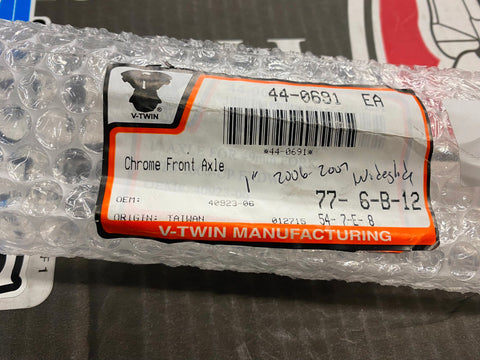 44-0691 EA
V-TWIN
®
*44-0691*
Chrome Front Axle
1" 2006-2007 Wideglide
77- 6-B-12
OEM: 40923-06
ORIGIN: TAIWAN 012715 54-7-E-8
V-TWIN MANUFACTURING